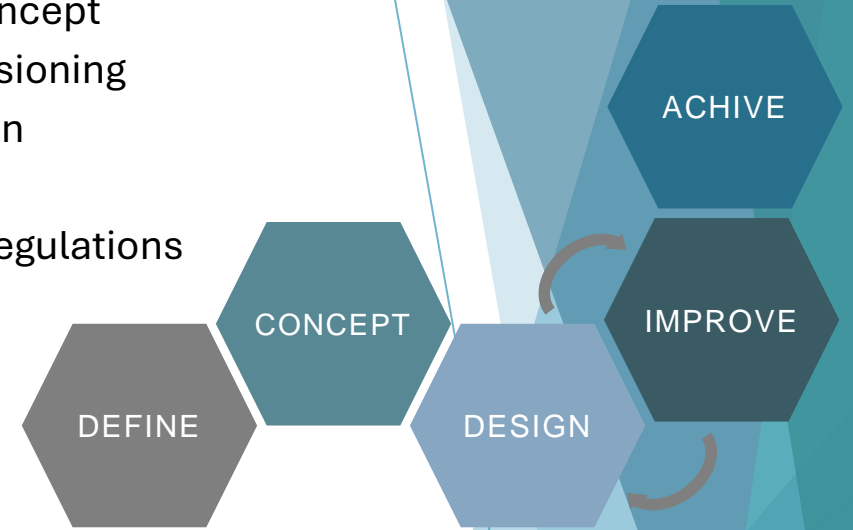 ncept
sioning
n
egulations
ACHIVE
CONCEPT
IMPROVE
DEFINE
DESIGN